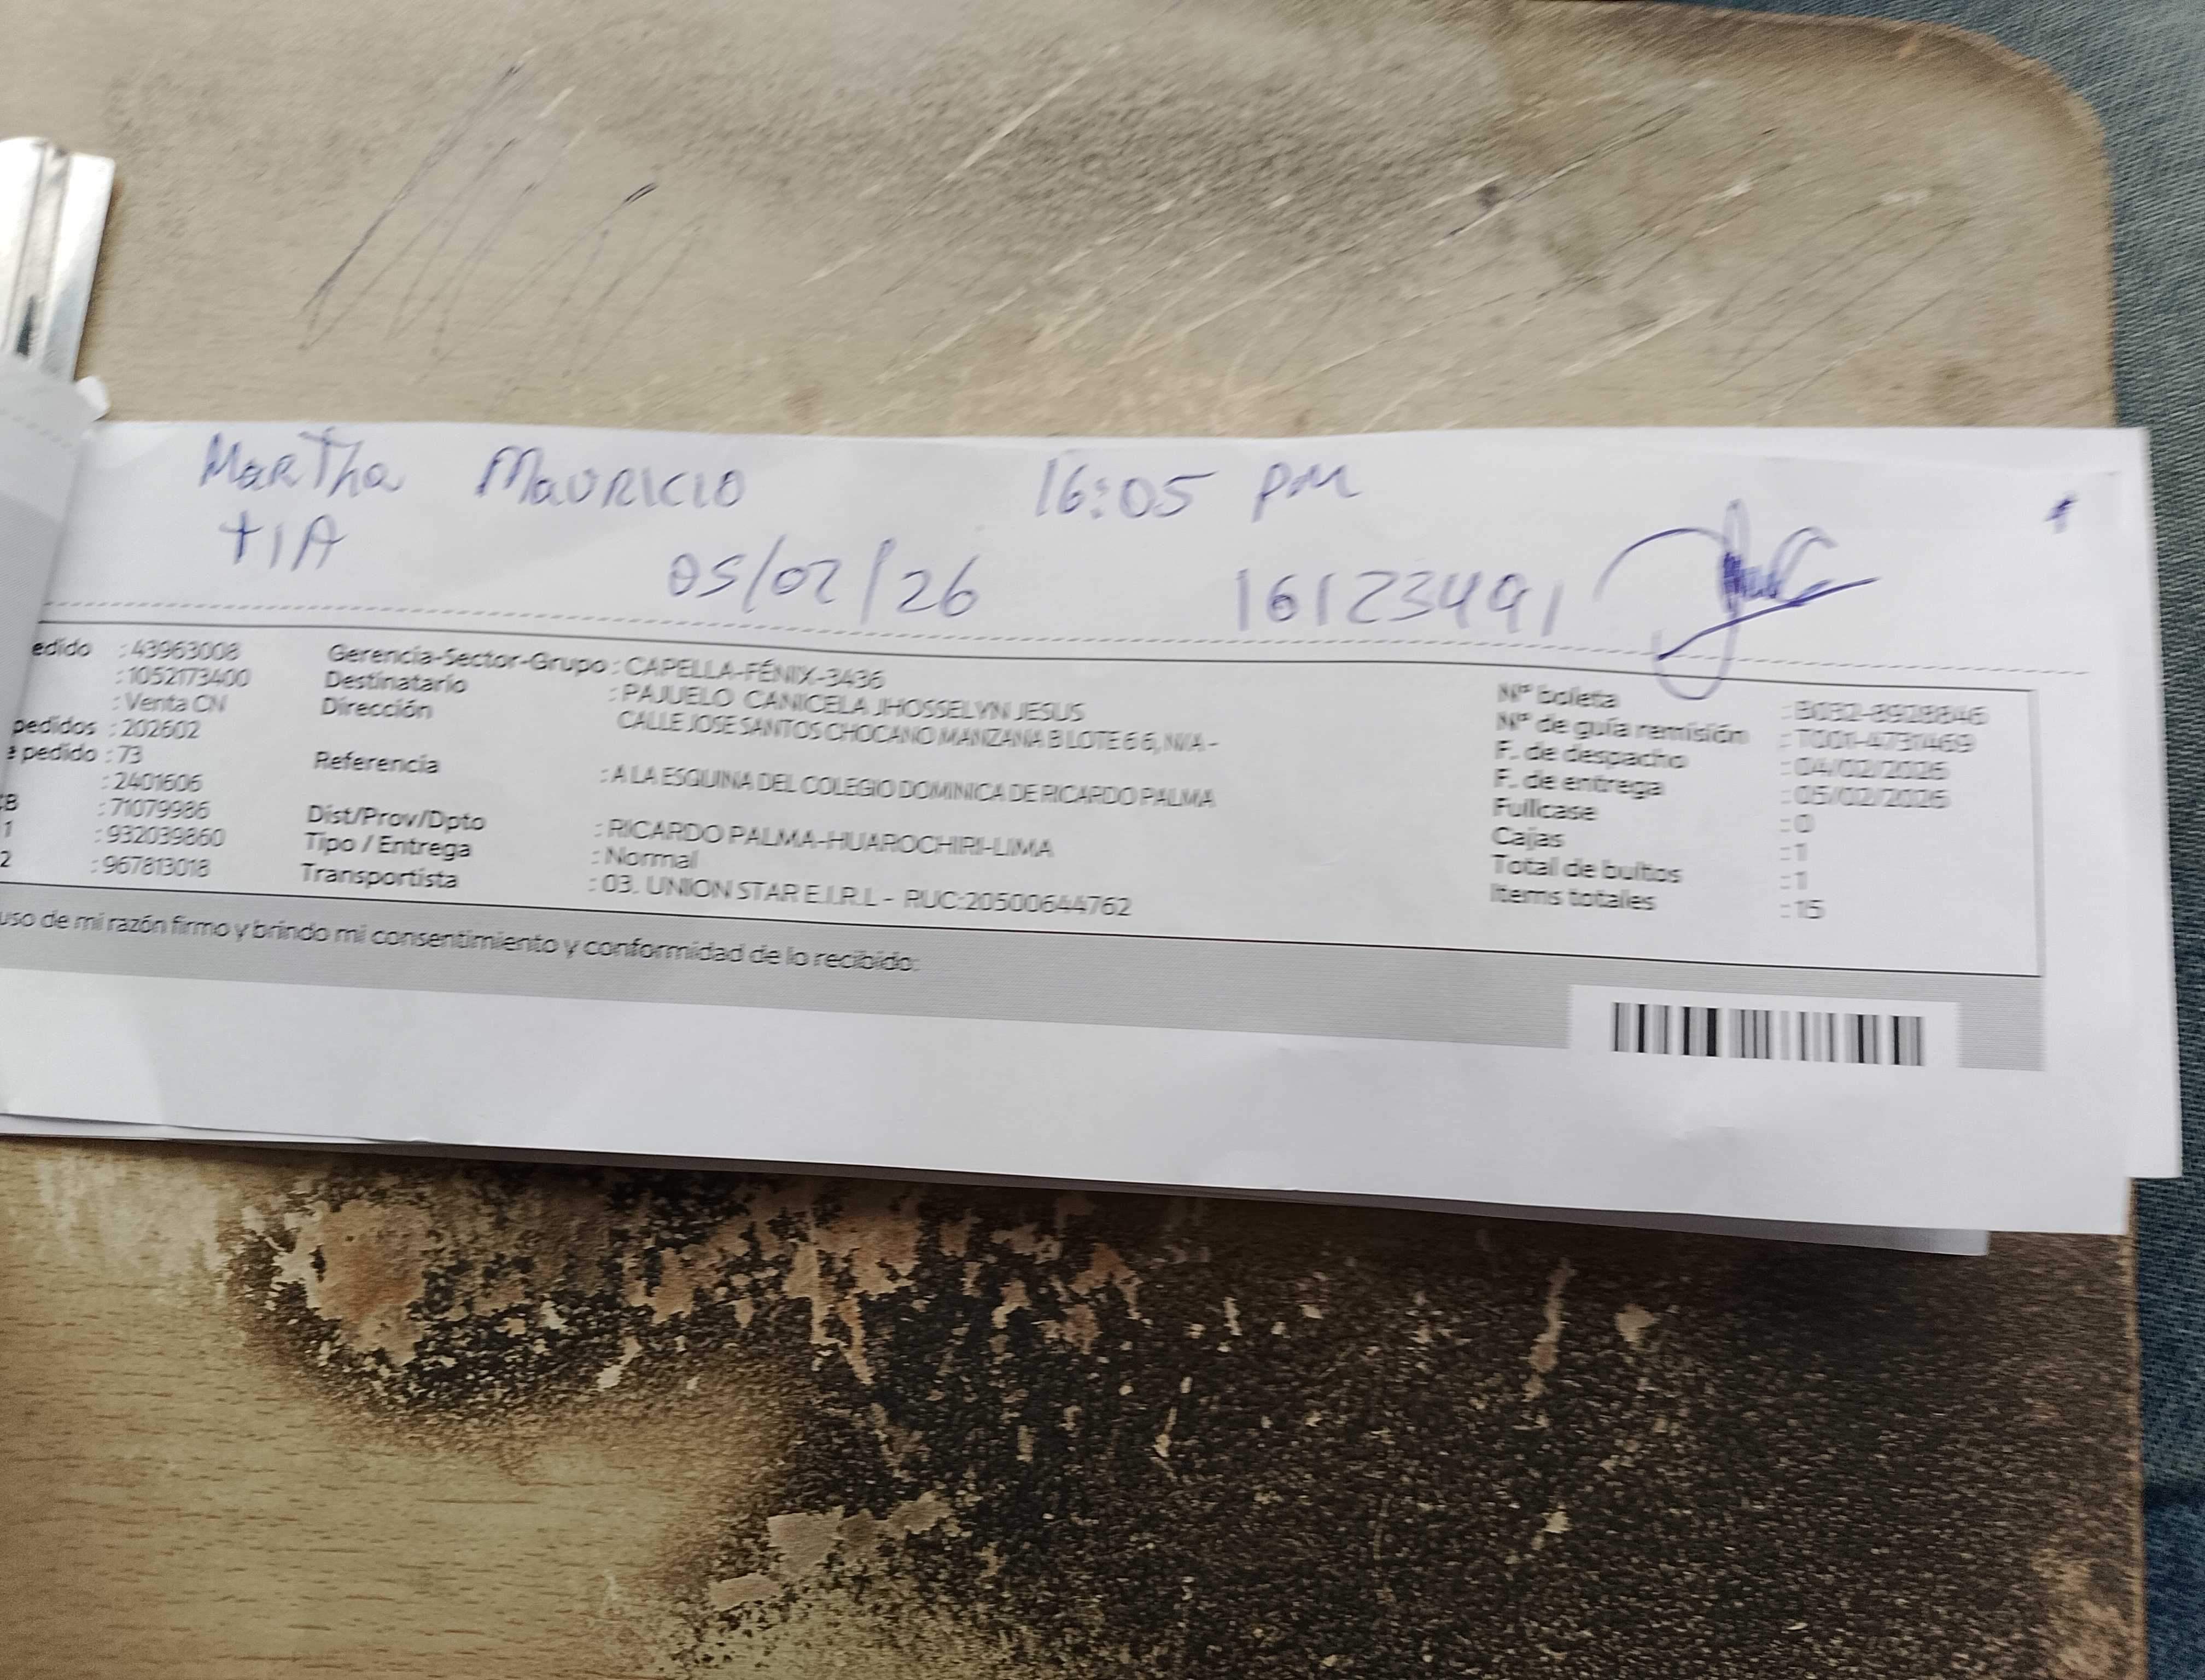 Martha Mauricio 16:05 PM
TIA 05/02/26 16123491
edido : 43963008 Gerencia-Sector-Grupo : CAPELLA-FÉNIX-3436 Nº boleta : B032-8928846
: 1052173400 Destinatario : PAJUELO CANICELA JHOSSELYN JESUS Nº de guía remisión : T001-4731469
: Venta CN Dirección CALLE JOSE SANTOS CHOCANO MANZANA B LOTE 6 6, N/A - F. de despacho : 04/02/2026
pedidos : 202602 F. de entrega : 05/02/2026
e pedido : 73 Referencia : A LA ESQUINA DEL COLEGIO DOMINICA DE RICARDO PALMA Fullcase : 0
: 2401606 Cajas : 1
: 71079986 Dist/Prov/Dpto : RICARDO PALMA-HUAROCHIRI-LIMA Total de bultos : 1
1 : 932039860 Tipo / Entrega : Normal Items totales : 15
2 : 967813018 Transportista : 03. UNION STAR E.I.R.L - RUC:20500644762
uso de mi razón firmo y brindo mi consentimiento y conformidad de lo recibido: